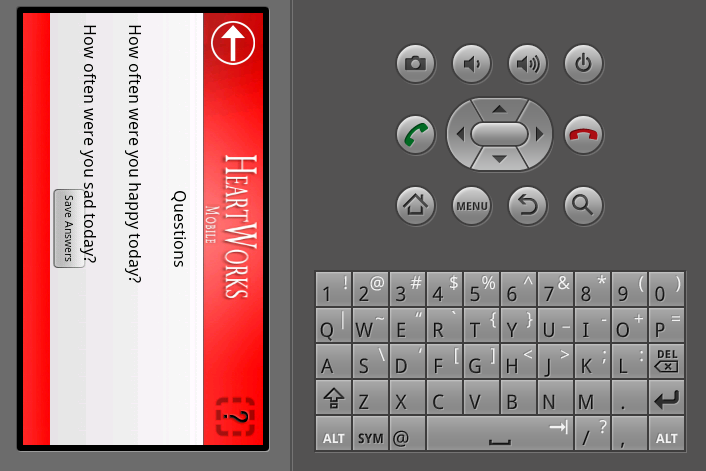 HEARTWORKS
MOBILE
?
Questions
How often were you happy today?
How often were you sad today?
Save Answers
MENU
1 ! 2 @ 3 # 4 $ 5 % 6 ^ 7 & 8 * 9 ( 0 )
Q | W ~ E “ R ` T { Y } U _ I - O + P =
A S \ D ‘ F [ G ] H < J > K ; L : DEL
Z X C V B N M .
ALT SYM @ / ? , ALT